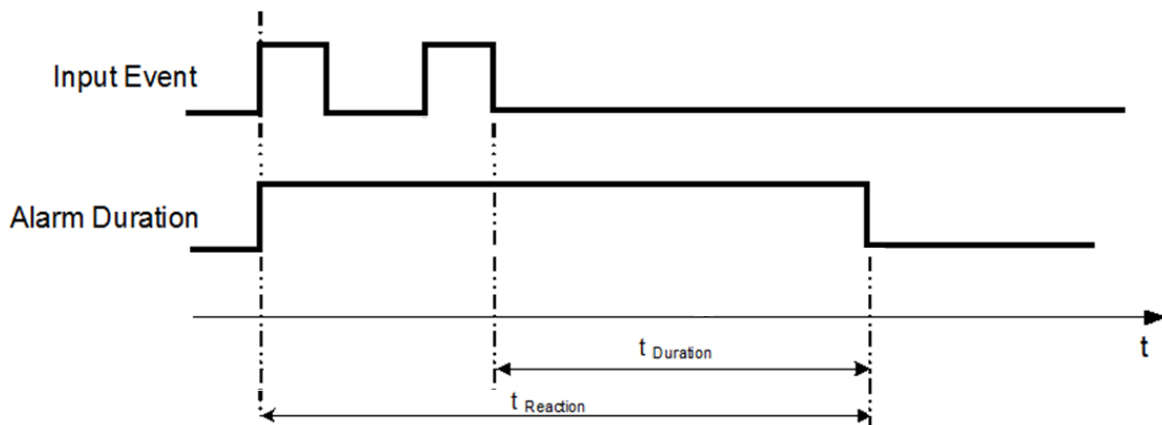 Input Event
Alarm Duration
t
t Duration
t Reaction